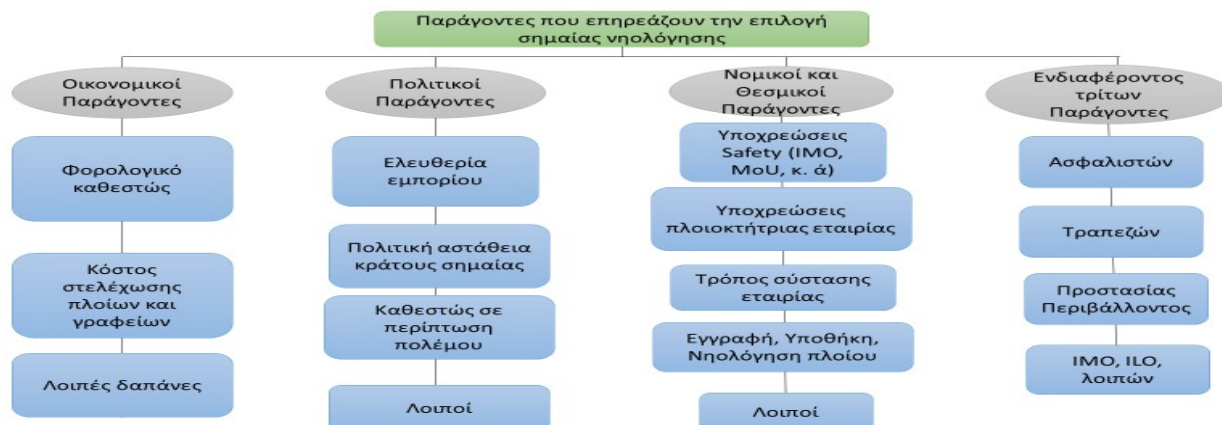 Παράγοντες που επηρεάζουν την επιλογή
σημαίας νηολόγησης
Οικονομικοί
Παράγοντες
Φορολογικό
καθεστώς
Κόστος
στελέχωσης
πλοίων και
γραφείων
Λοιπές δαπάνες
Πολιτικοί
Παράγοντες
Ελευθερία
εμπορίου
Πολιτική αστάθεια
κράτους σημαίας
Καθεστώς σε
περίπτωση
πολέμου
Λοιποί
Νομικοί και
Θεσμικοί
Παράγοντες
Υποχρεώσεις
Safety (IMO,
MoU, κ. ά)
Υποχρεώσεις
πλοιοκτήτριας εταιρίας
Τρόπος σύστασης
εταιρίας
Εγγραφή, Υποθήκη,
Νηολόγηση πλοίου
Λοιποί
Ενδιαφέροντος
τρίτων
Παράγοντες
Ασφαλιστών
Τραπεζών
Προστασίας
Περιβάλλοντος
IMO, ILO,
λοιπών